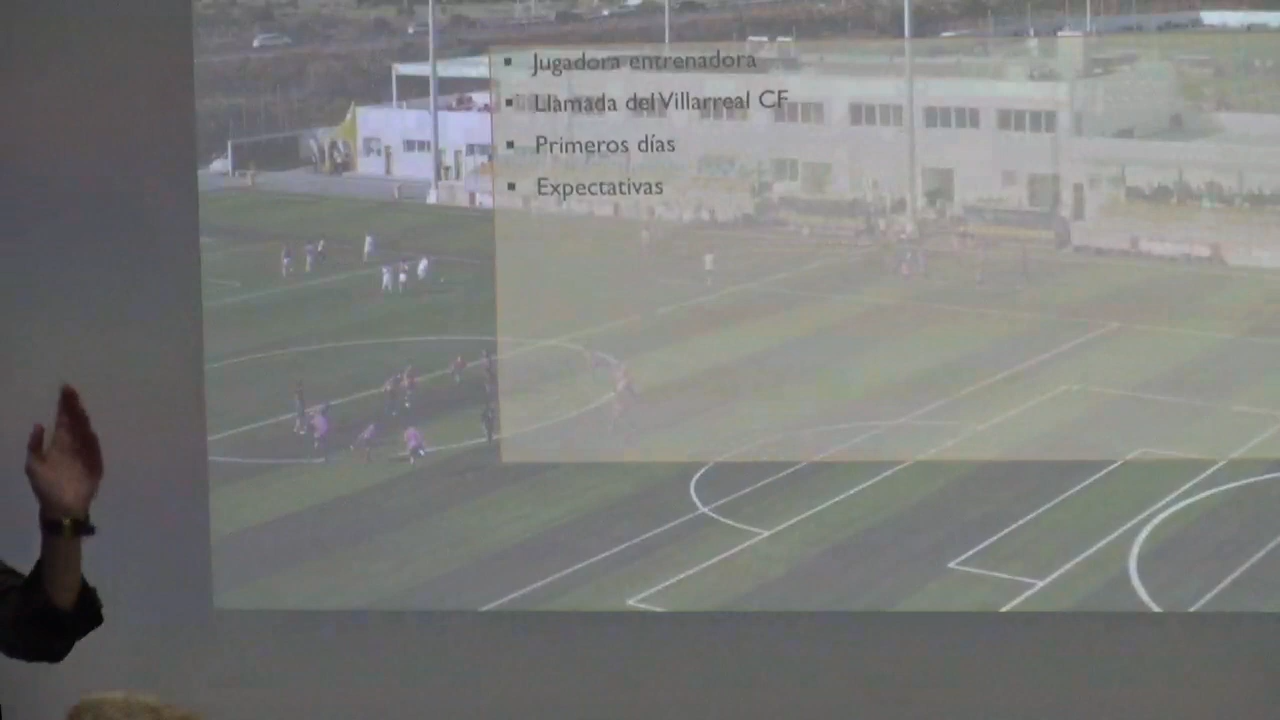 Jugadora entrenadora
Llamada del Villarreal CF
Primeros días
Expectativas